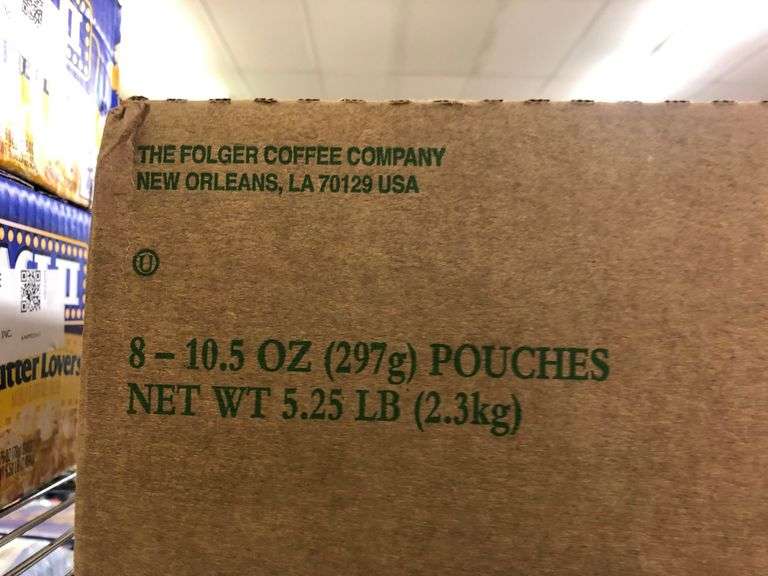 THE FOLGER COFFEE COMPANY
NEW ORLEANS, LA 70129 USA
U
8 – 10.5 OZ (297g) POUCHES
NET WT 5.25 LB (2.3kg)
INC.
Lovers